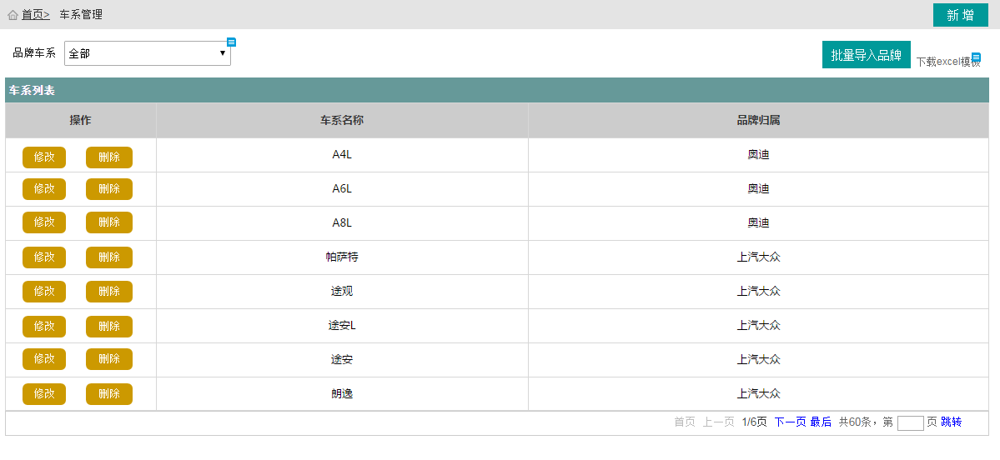 首页> 车系管理 新 增
品牌车系 全部 批量导入品牌 下载excel模板
车系列表
操作 车系名称 品牌归属
修改 删除 A4L 奥迪
修改 删除 A6L 奥迪
修改 删除 A8L 奥迪
修改 删除 帕萨特 上汽大众
修改 删除 途观 上汽大众
修改 删除 途安L 上汽大众
修改 删除 途安 上汽大众
修改 删除 朗逸 上汽大众
首页 上一页 1/6页 下一页 最后 共60条，第 页 跳转